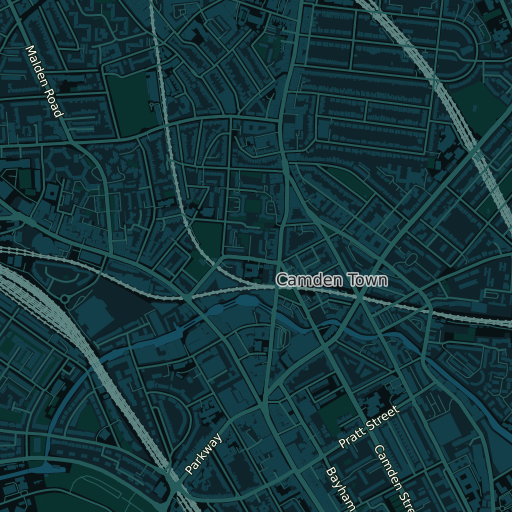 Malden Road
Camden Town
Parkway
Pratt Street
Bayham
Camden Stre